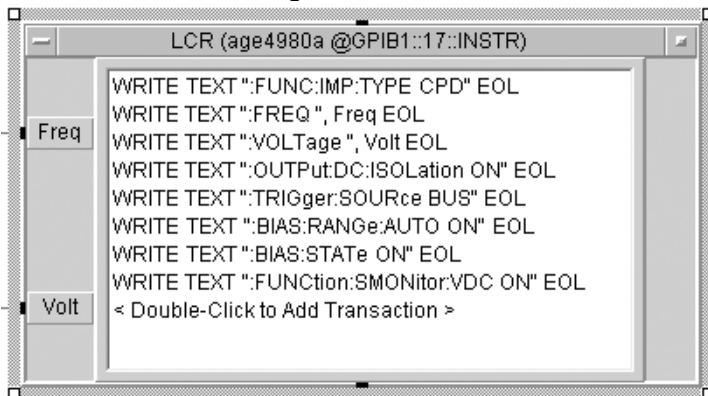 LCR (age4980a @GPIB1::17::INSTR)
WRITE TEXT ":FUNC:IMP:TYPE CPD" EOL
WRITE TEXT ":FREQ ", Freq EOL
Freq
WRITE TEXT ":VOLTage ", Volt EOL
WRITE TEXT ":OUTPut:DC:ISOLation ON" EOL
WRITE TEXT ":TRIGger:SOURce BUS" EOL
WRITE TEXT ":BIAS:RANGe:AUTO ON" EOL
WRITE TEXT ":BIAS:STATe ON" EOL
WRITE TEXT ":FUNCtion:SMONitor:VDC ON" EOL
Volt
< Double-Click to Add Transaction >